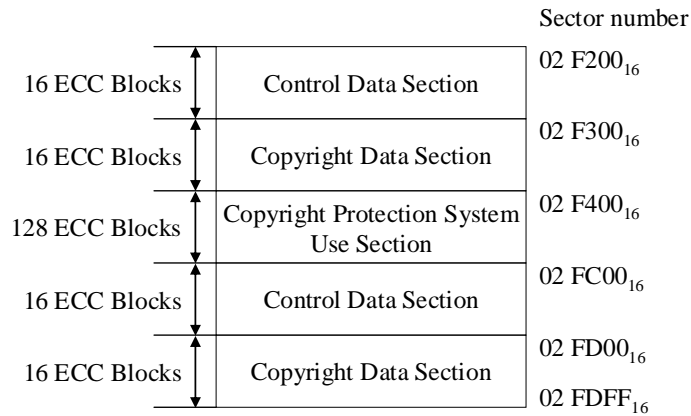 Sector number
02 F200₁₆
16 ECC Blocks
Control Data Section
02 F300₁₆
16 ECC Blocks
Copyright Data Section
02 F400₁₆
128 ECC Blocks
Copyright Protection System
Use Section
02 FC00₁₆
16 ECC Blocks
Control Data Section
02 FD00₁₆
16 ECC Blocks
Copyright Data Section
02 FDFF₁₆